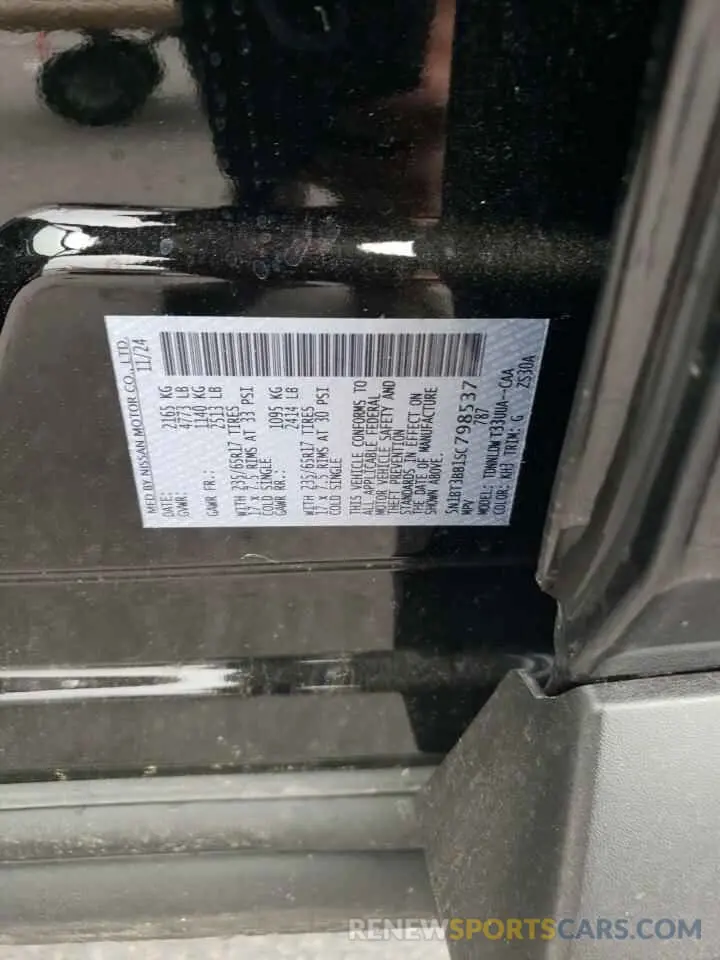 MFD BY NISSAN MOTOR CO., LTD.
DATE: 11/24
GVWR: 2165 KG
4773 LB
GAWR FR.: 1140 KG
2513 LB
WITH 235/65R17 TIRES
17 X 7.5 RIMS AT 33 PSI
COLD SINGLE
GAWR RR.: 1095 KG
2414 LB
WITH 235/65R17 TIRES
17 X 7.5 RIMS AT 30 PSI
COLD SINGLE
THIS VEHICLE CONFORMS TO
ALL APPLICABLE FEDERAL
MOTOR VEHICLE SAFETY AND
THEFT PREVENTION
STANDARDS IN EFFECT ON
THE DATE OF MANUFACTURE
SHOWN ABOVE.
5N1BT3BB1SC798537
MPV 787
MODEL: UUA--CAA
COLOR: KH3 TRIM: G ZS30A
RENEWSPORTSCARS.COM